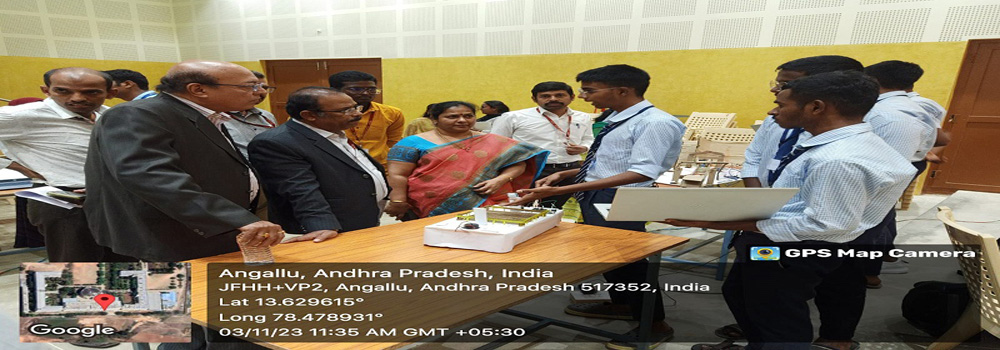 GPS Map Camera
Angallu, Andhra Pradesh, India
JFHH+VP2, Angallu, Andhra Pradesh 517352, India
Lat 13.629615°
Long 78.478931°
03/11/23 11:35 AM GMT +05:30
Google